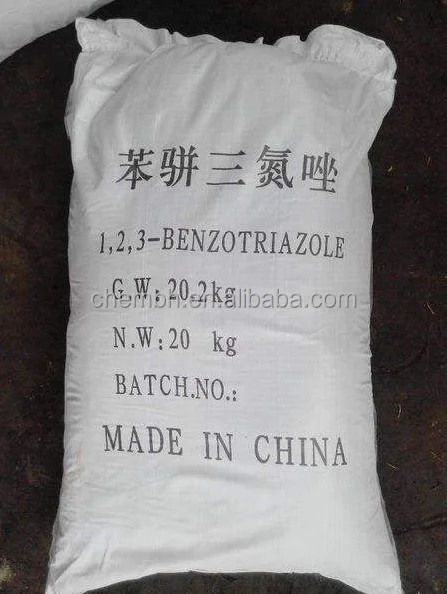 苯骈三氮唑
1,2,3-BENZOTRIAZOLE
G.W:20.2kg
chembri.en.alibaba.com
N.W:20 kg
BATCH.NO.:
MADE IN CHINA